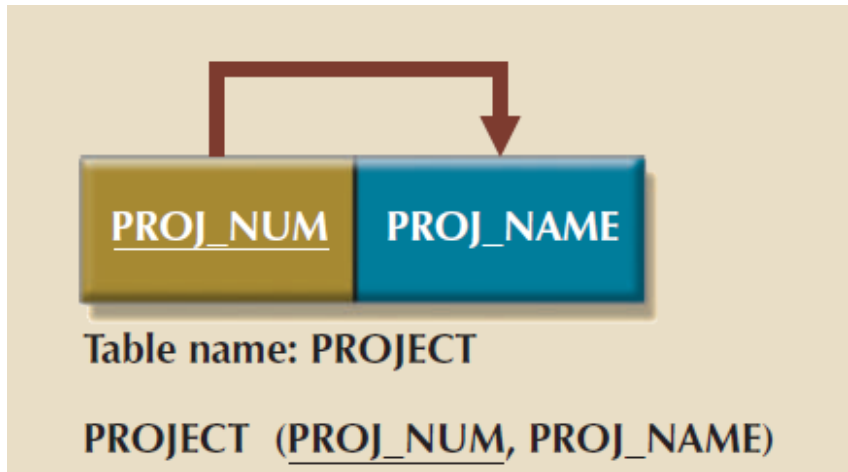 PROJ_NUM PROJ_NAME
Table name: PROJECT
PROJECT (PROJ_NUM, PROJ_NAME)